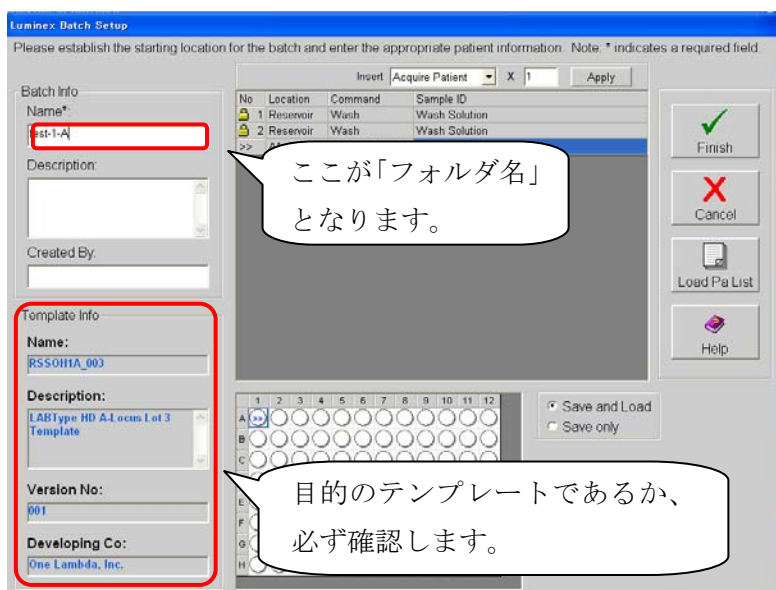 Luminex Batch Setup
Please establish the starting location for the batch and enter the appropriate patient information. Note: * indicates a required field.
Insert Acquire Patient X 1 Apply
Batch Info
Name*:
test-1-A
Description:
Created By:
No Location Command Sample ID
1 Reservoir Wash Wash Solution
2 Reservoir Wash Wash Solution
>>
ここが「フォルダ名」
となります。
Finish
Cancel
Load Pa List
Help
Template Info
Name:
RSSOH1A_003
Description:
LABType HD A-Locus Lot 3
Template
Version No:
001
Developing Co:
One Lambda, Inc.
1 2 3 4 5 6 7 8 9 10 11 12
A >>
B
C
E
F
G
H
Save and Load
Save only
目的のテンプレートであるか、
必ず確認します。